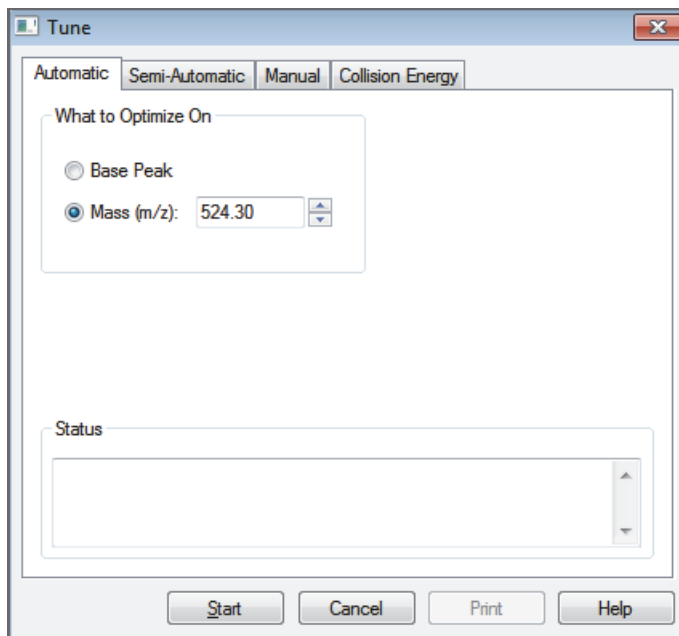 Tune
Automatic Semi-Automatic Manual Collision Energy
What to Optimize On
Base Peak
Mass (m/z): 524.30
Status
Start Cancel Print Help